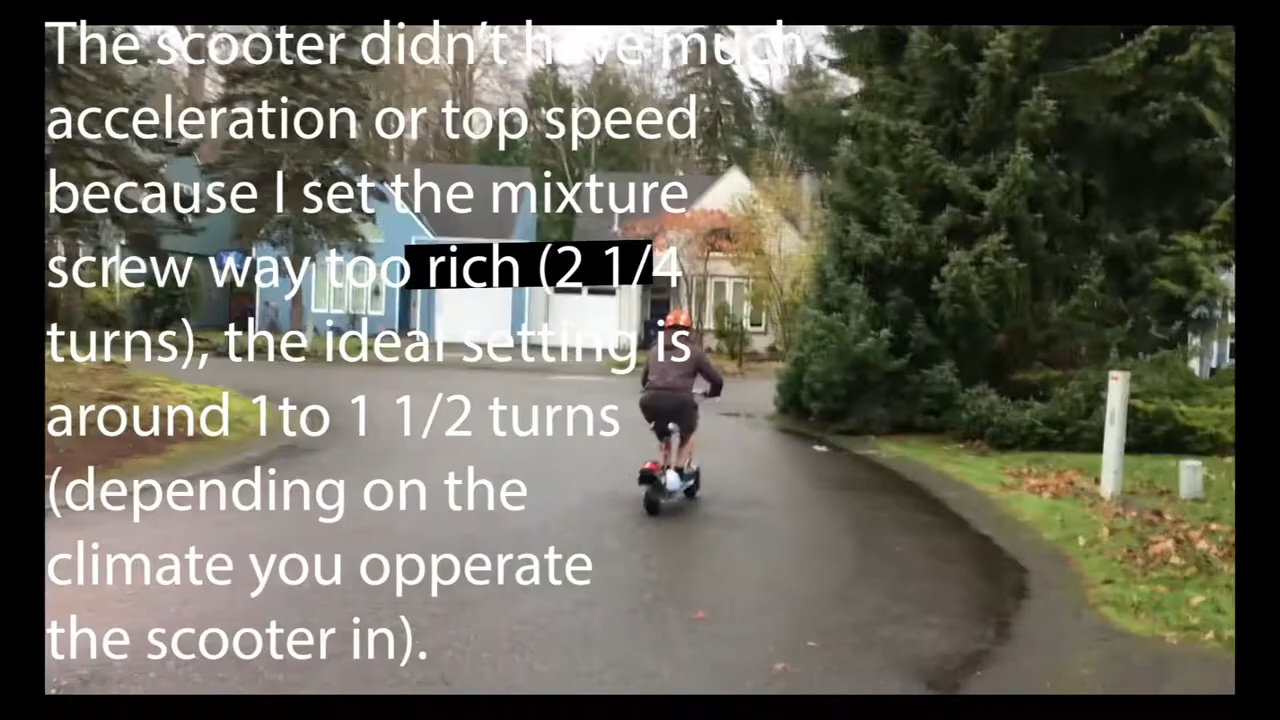 The scooter didn't have much
acceleration or top speed
because I set the mixture
screw way too rich (2 1/4
turns), the ideal setting is
around 1to 1 1/2 turns
(depending on the
climate you opperate
the scooter in).